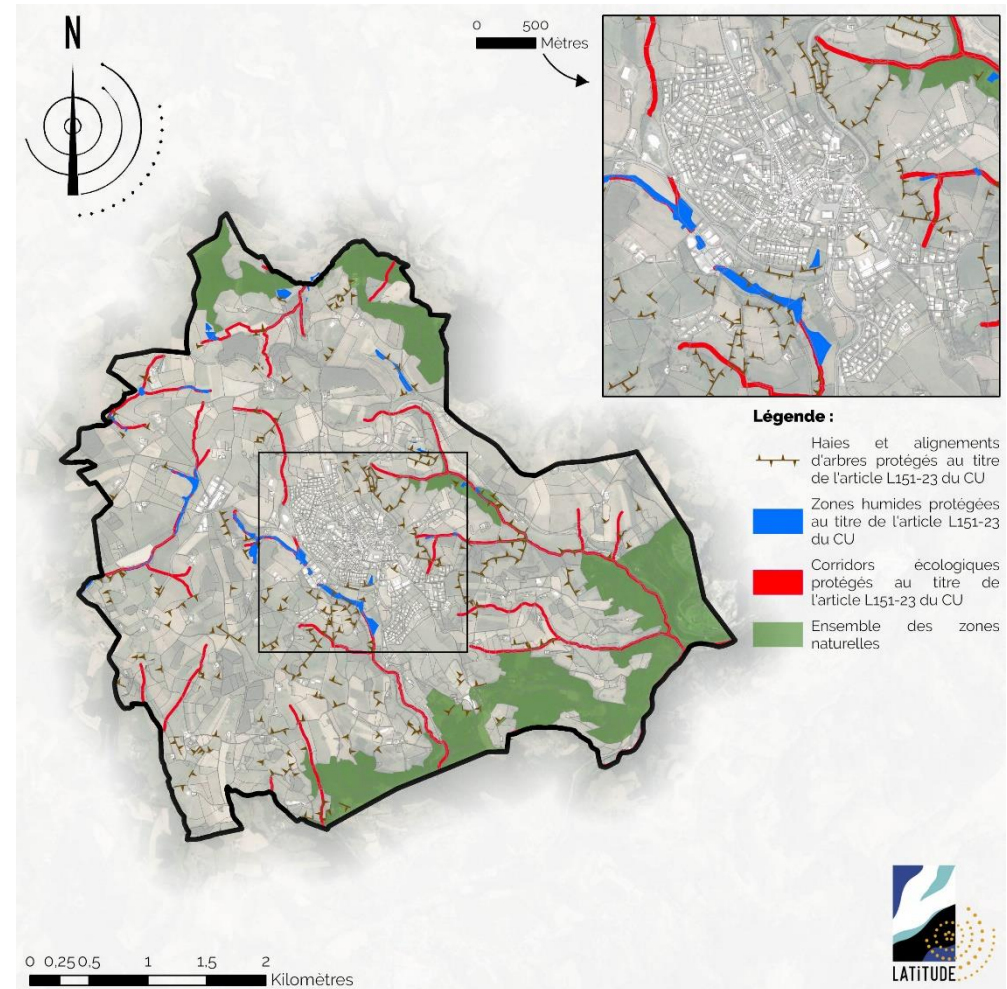 N
0 500
Mètres
Légende :
Haies et alignements
d'arbres protégés au titre
de l'article L151-23 du CU
Zones humides protégées
au titre de l'article L151-23
du CU
Corridors écologiques
protégés au titre de
l'article L151-23 du CU
Ensemble des zones
naturelles
0 0,25 0,5 1 1,5 2
Kilomètres
LATiTUDE